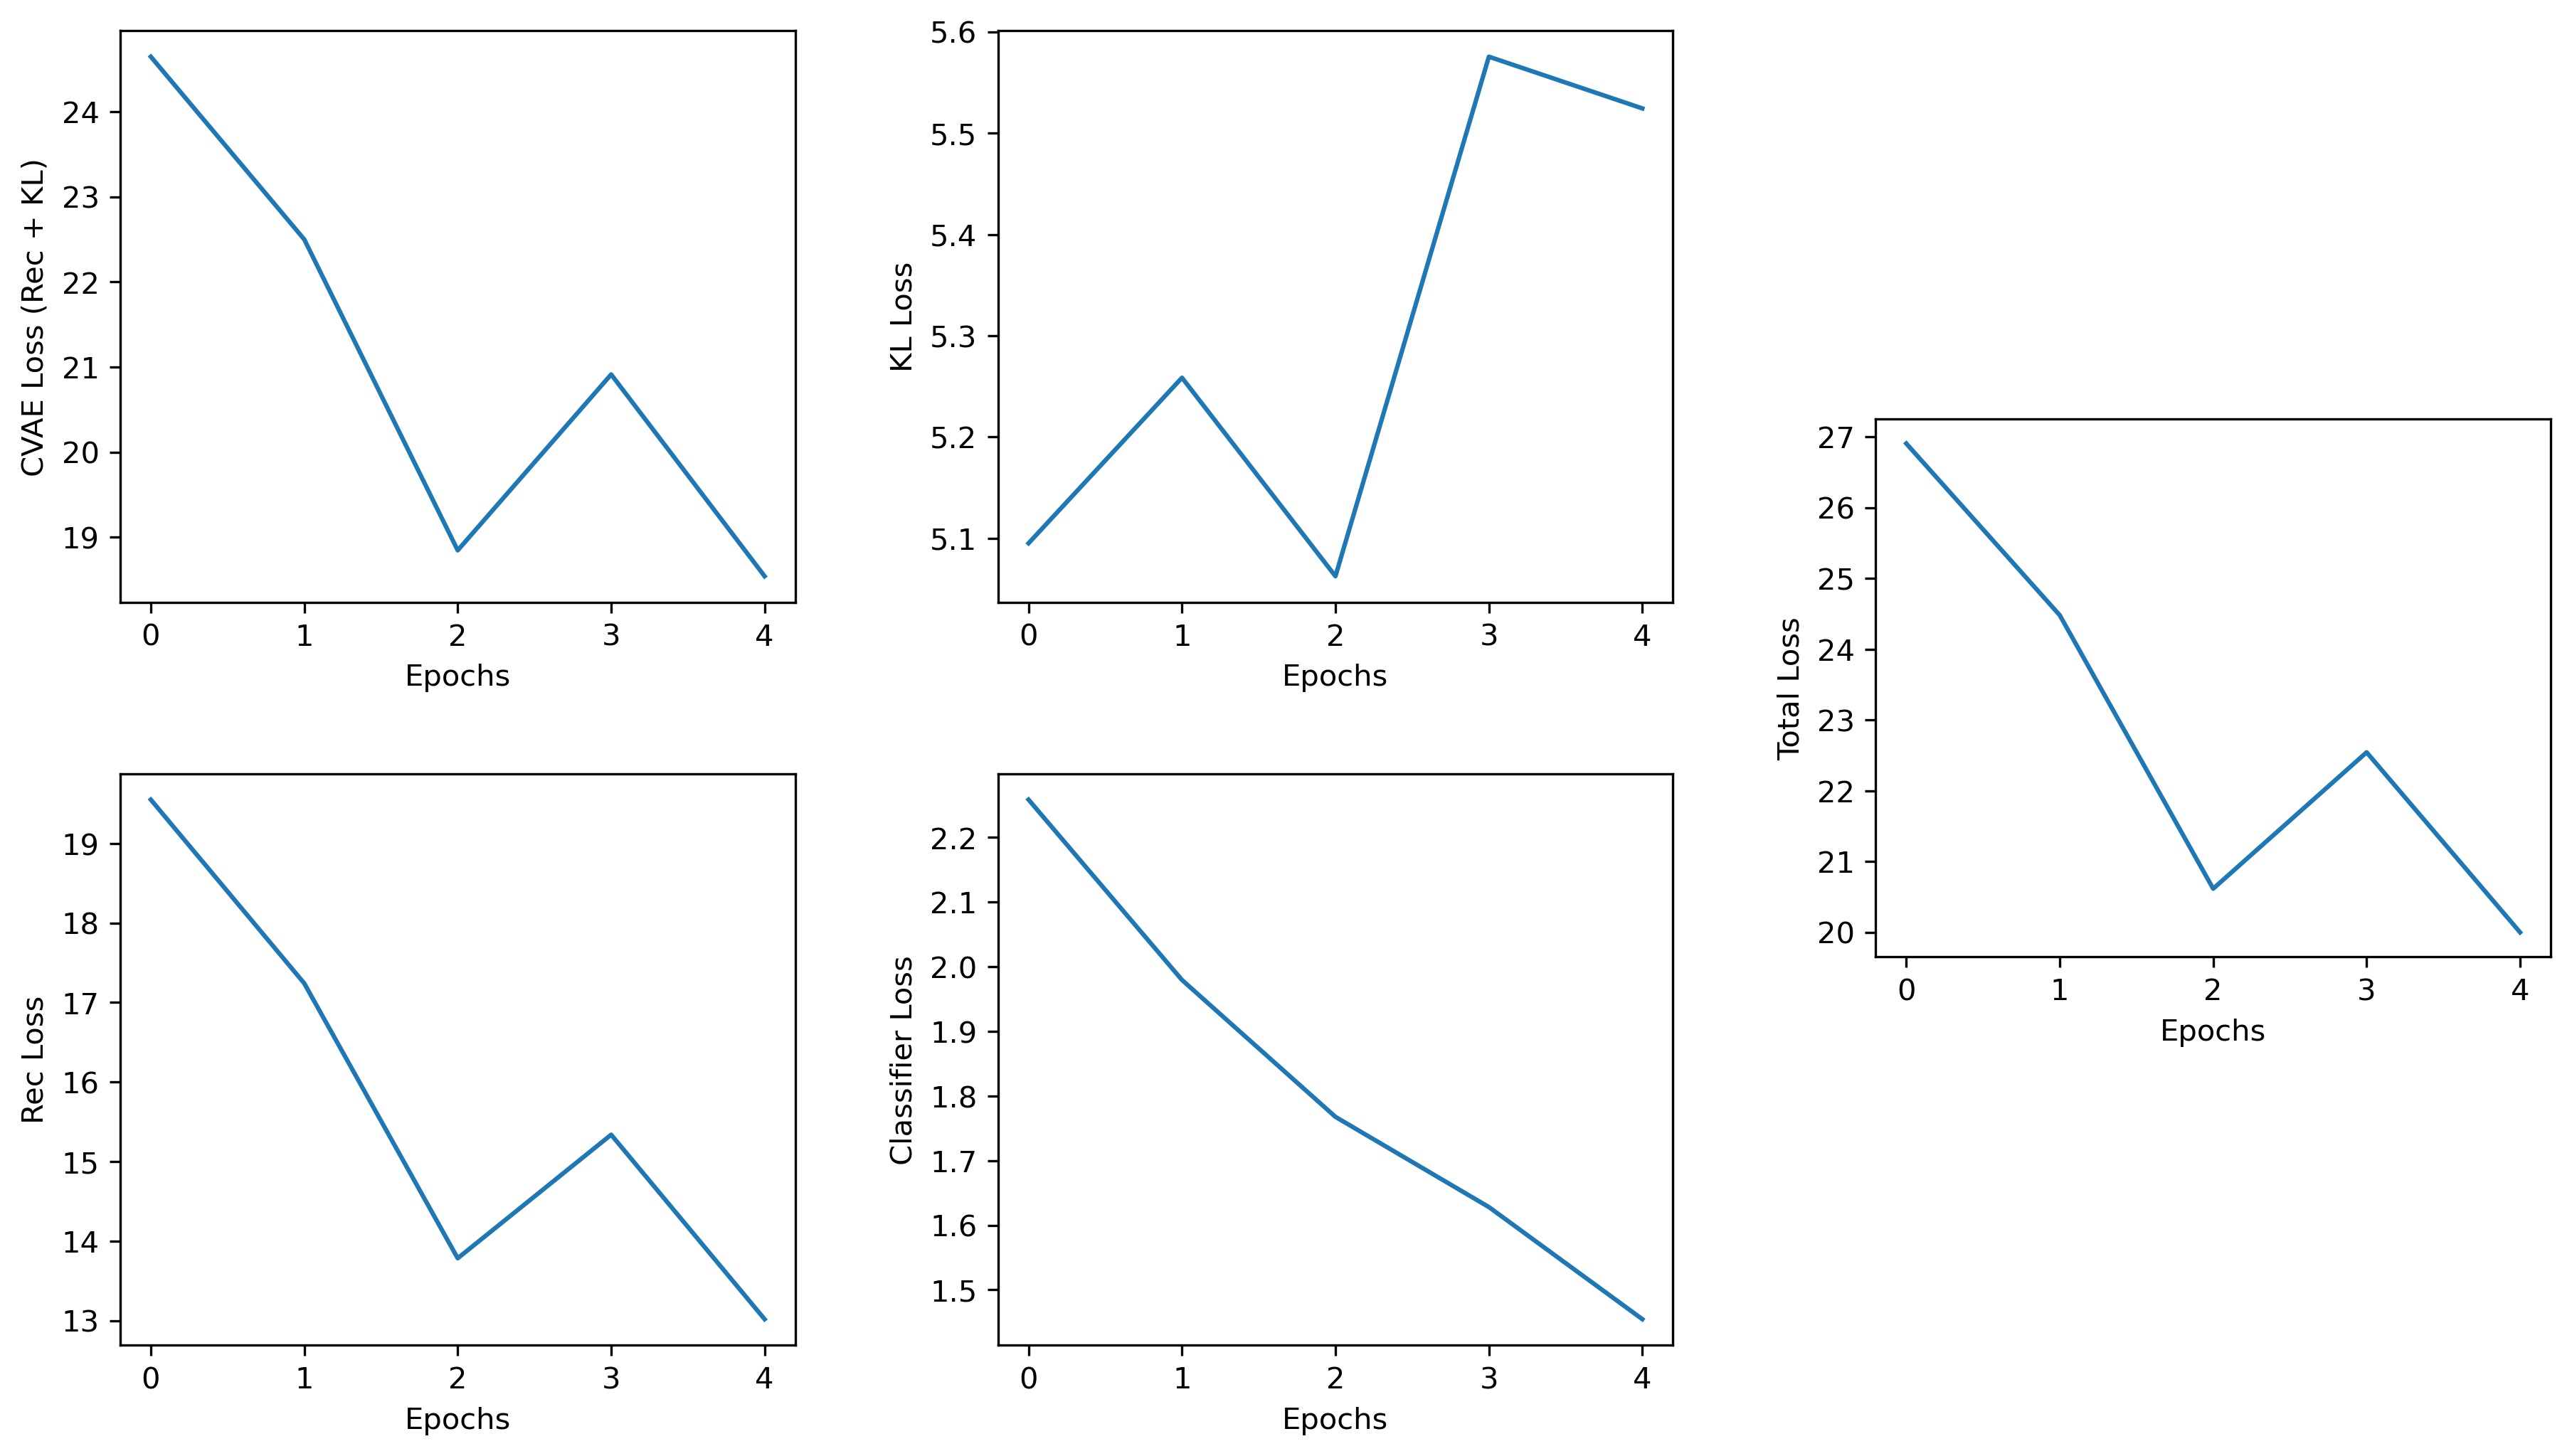 CVAE Loss (Rec + KL)
24
23
22
21
20
19
0 1 2 3 4
Epochs
KL Loss
5.6
5.5
5.4
5.3
5.2
5.1
0 1 2 3 4
Epochs
Rec Loss
19
18
17
16
15
14
13
0 1 2 3 4
Epochs
Classifier Loss
2.2
2.1
2.0
1.9
1.8
1.7
1.6
1.5
0 1 2 3 4
Epochs
Total Loss
27
26
25
24
23
22
21
20
0 1 2 3 4
Epochs